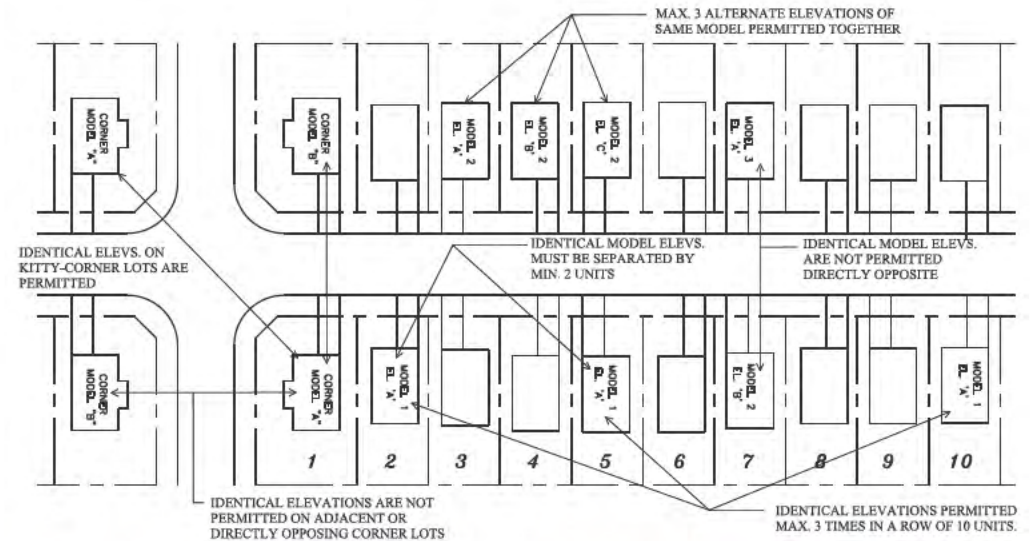 MAX. 3 ALTERNATE ELEVATIONS OF
SAME MODEL PERMITTED TOGETHER
CORNER
MODEL "A"
CORNER
MODEL "B"
MODEL 2
EL. 'A'
MODEL 2
EL. 'B'
MODEL 2
EL. 'C'
MODEL 3
EL. 'A'
IDENTICAL ELEVS. ON
KITTY-CORNER LOTS ARE
PERMITTED
IDENTICAL MODEL ELEVS.
MUST BE SEPARATED BY
MIN. 2 UNITS
IDENTICAL MODEL ELEVS.
ARE NOT PERMITTED
DIRECTLY OPPOSITE
CORNER
MODEL "B"
CORNER
MODEL "A"
MODEL 1
EL. 'A'
MODEL 1
EL. 'A'
MODEL 2
EL. 'B'
MODEL 1
EL. 'A'
1 2 3 4 5 6 7 8 9 10
IDENTICAL ELEVATIONS ARE NOT
PERMITTED ON ADJACENT OR
DIRECTLY OPPOSING CORNER LOTS
IDENTICAL ELEVATIONS PERMITTED
MAX. 3 TIMES IN A ROW OF 10 UNITS.